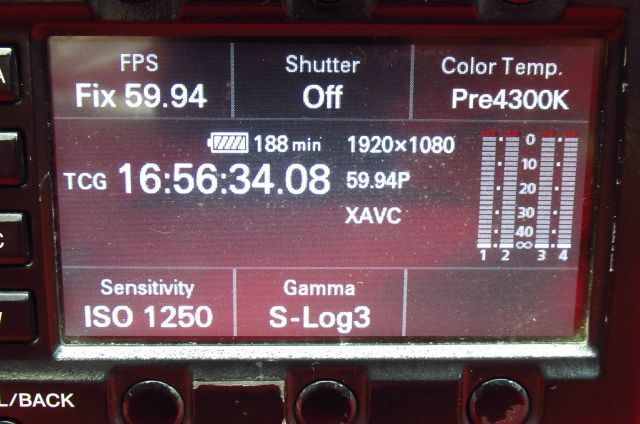 FPS
Fix 59.94
Shutter
Off
Color Temp.
Pre4300K
188 min
1920×1080
TCG 16:56:34.08
59.94P
XAVC
0
10
20
30
40
∞
1 2 3 4
Sensitivity
ISO 1250
Gamma
S-Log3
L/BACK